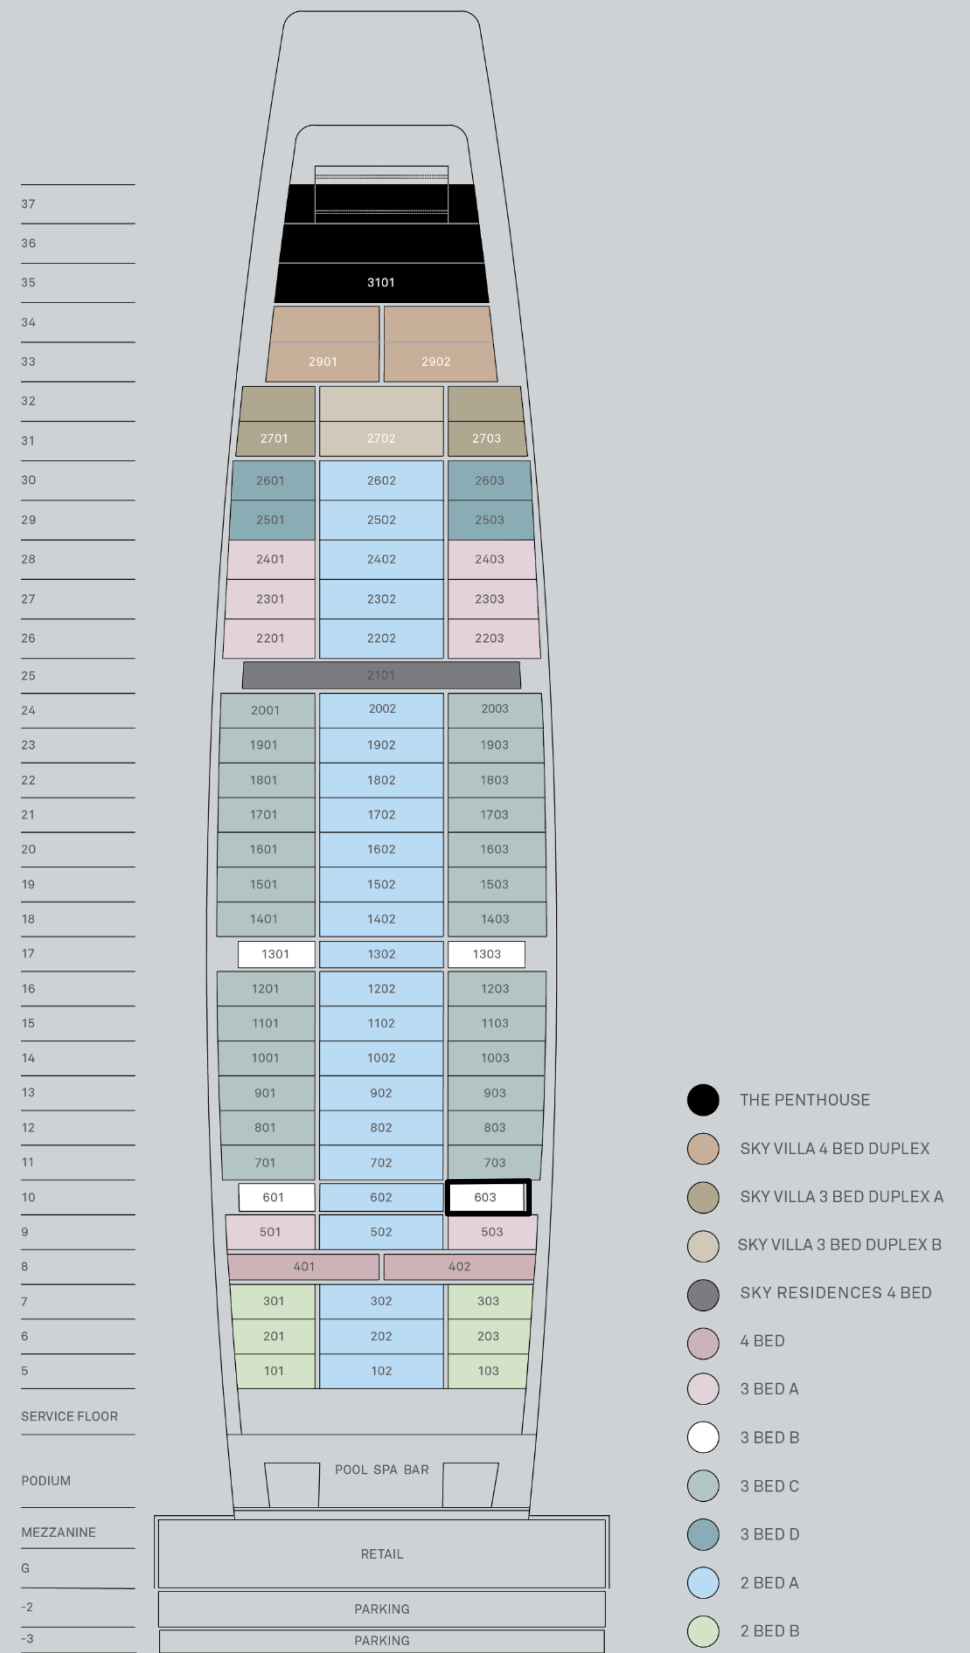 37
36
35 3101
34
33 2901 2902
32
31 2701 2702 2703
30 2601 2602 2603
29 2501 2502 2503
28 2401 2402 2403
27 2301 2302 2303
26 2201 2202 2203
25 2101
24 2001 2002 2003
23 1901 1902 1903
22 1801 1802 1803
21 1701 1702 1703
20 1601 1602 1603
19 1501 1502 1503
18 1401 1402 1403
17 1301 1302 1303
16 1201 1202 1203
15 1101 1102 1103
14 1001 1002 1003
13 901 902 903
12 801 802 803
11 701 702 703
10 601 602 603
9 501 502 503
8 401 402
7 301 302 303
6 201 202 203
5 101 102 103
SERVICE FLOOR
PODIUM POOL SPA BAR
MEZZANINE
G RETAIL
-2 PARKING
-3 PARKING
THE PENTHOUSE
SKY VILLA 4 BED DUPLEX
SKY VILLA 3 BED DUPLEX A
SKY VILLA 3 BED DUPLEX B
SKY RESIDENCES 4 BED
4 BED
3 BED A
3 BED B
3 BED C
3 BED D
2 BED A
2 BED B